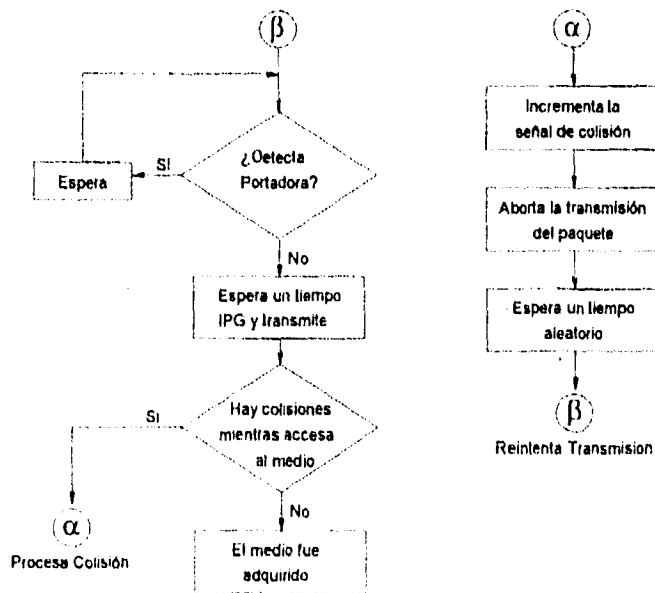 β
¿Detecta
Portadora?
SI
Espera
No
Espera un tiempo
IPG y transmite
Hay colisiones
mientras accesa
al medio
Si
α
Procesa Colisión
No
El medio fue
adquirido
α
Incrementa la
señal de colisión
Aborta la transmisión
del paquete
Espera un tiempo
aleatorio
β
Reintenta Transmision